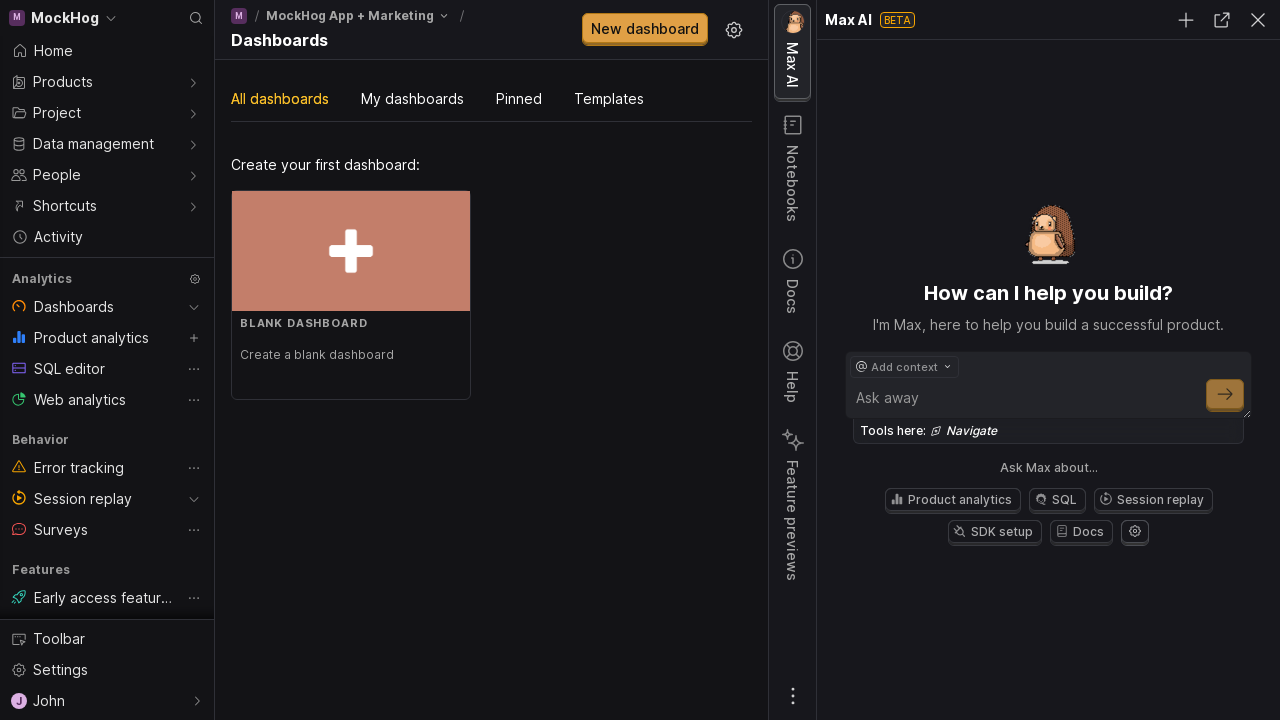 M MockHog
Home
Products
Project
Data management
People
Shortcuts
Activity
Analytics
Dashboards
Product analytics
SQL editor
Web analytics
Behavior
Error tracking
Session replay
Surveys
Features
Early access featur...
Toolbar
Settings
J John
M / MockHog App + Marketing /
Dashboards
New dashboard
All dashboards My dashboards Pinned Templates
Create your first dashboard:
BLANK DASHBOARD
Create a blank dashboard
Max AI
Notebooks
Docs
Help
Feature previews
Max AI BETA
How can I help you build?
I'm Max, here to help you build a successful product.
@ Add context
Ask away
Tools here: Navigate
Ask Max about...
Product analytics SQL Session replay
SDK setup Docs